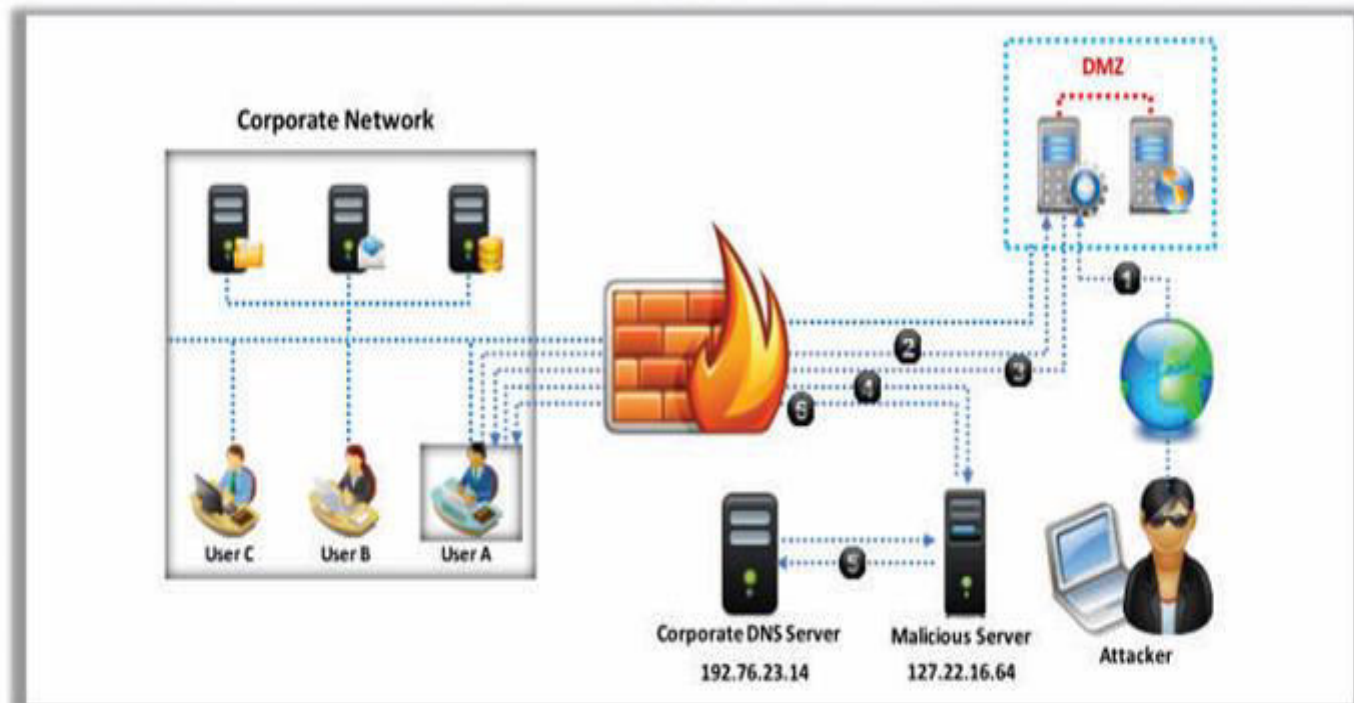 DMZ
Corporate Network
1
2
3
4
6
User C
User B
User A
5
Corporate DNS Server
192.76.23.14
Malicious Server
127.22.16.64
Attacker